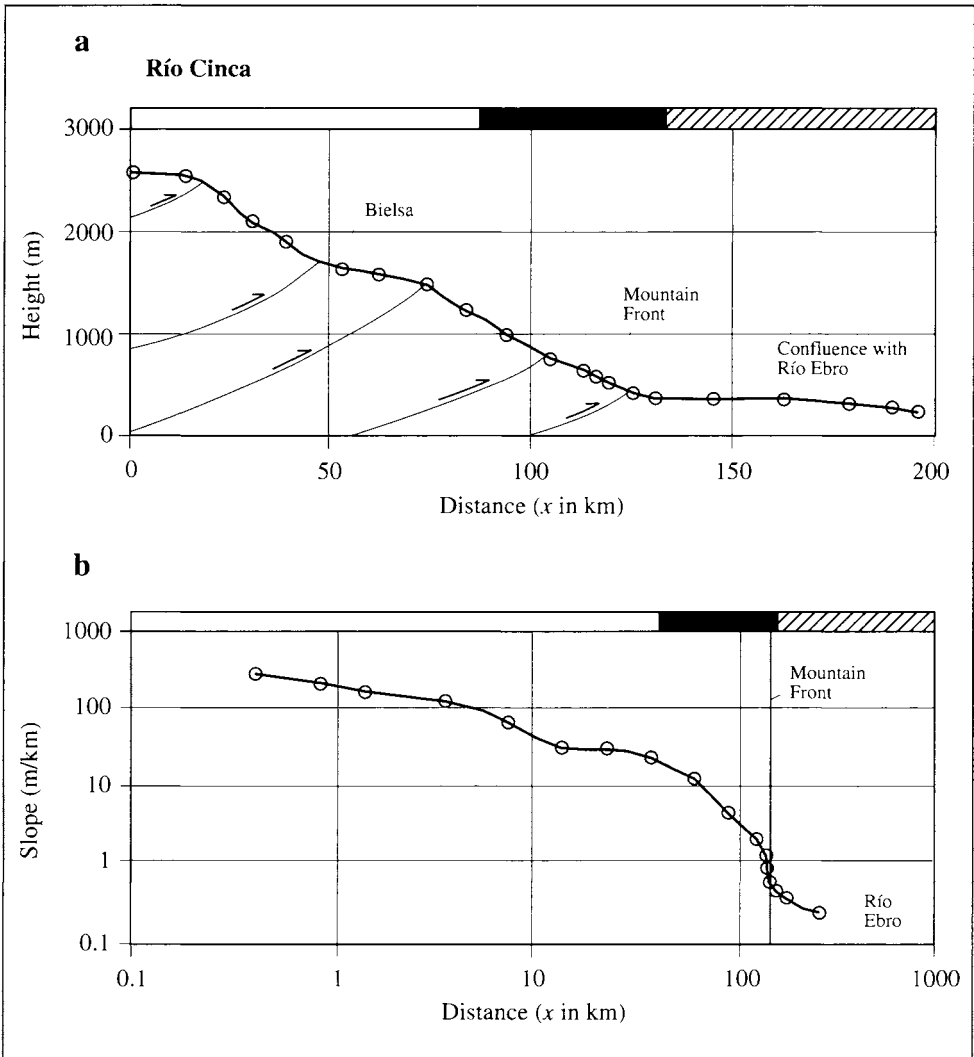 a
Río Cinca
3000
2000
1000
0
Height (m)
Bielsa
Mountain
Front
Confluence with
Río Ebro
0
50
100
150
200
Distance (x in km)
b
1000
100
10
1
0.1
Slope (m/km)
Mountain
Front
Río
Ebro
0.1
1
10
100
1000
Distance (x in km)